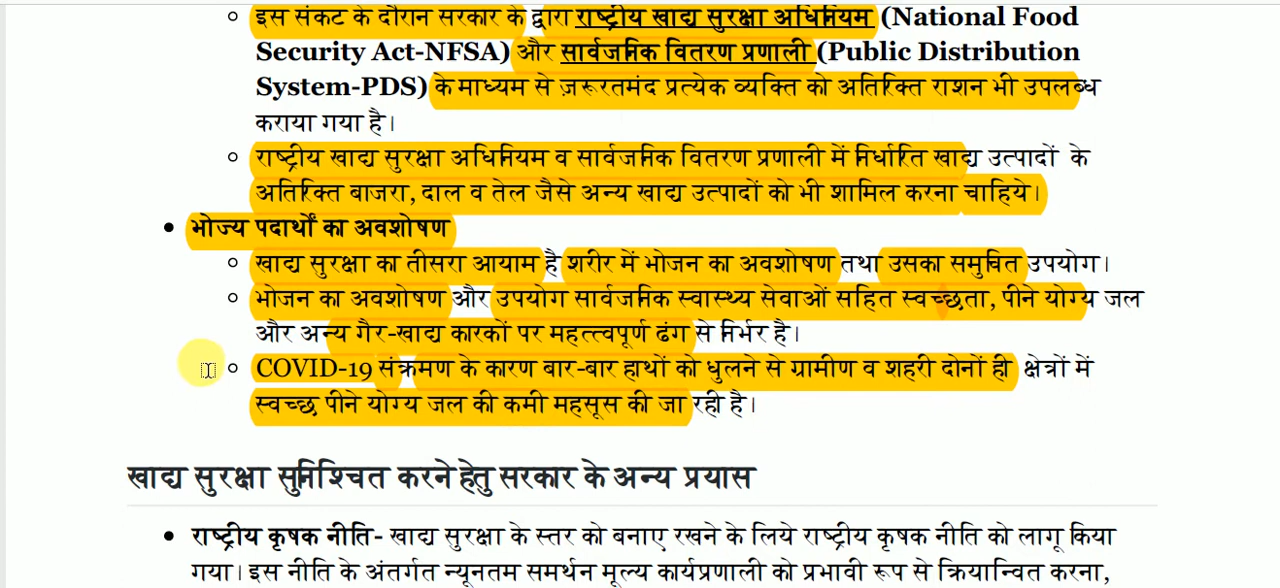 इस संकट के दौरान सरकार के द्वारा राष्ट्रीय खाद्य सुरक्षा अधिनियम (National Food
Security Act-NFSA) और सार्वजनिक वितरण प्रणाली (Public Distribution
System-PDS) के माध्यम से ज़रूरतमंद प्रत्येक व्यक्ति को अतिरिक्त राशन भी उपलब्ध
कराया गया है।
राष्ट्रीय खाद्य सुरक्षा अधिनियम व सार्वजनिक वितरण प्रणाली में निर्धारित खाद्य उत्पादों के
अतिरिक्त बाजरा, दाल व तेल जैसे अन्य खाद्य उत्पादों को भी शामिल करना चाहिये।
भोज्य पदार्थों का अवशोषण
खाद्य सुरक्षा का तीसरा आयाम है शरीर में भोजन का अवशोषण तथा उसका समुचित उपयोग।
भोजन का अवशोषण और उपयोग सार्वजनिक स्वास्थ्य सेवाओं सहित स्वच्छता, पीने योग्य जल
और अन्य गैर-खाद्य कारकों पर महत्त्वपूर्ण ढंग से निर्भर है।
COVID-19 संक्रमण के कारण बार-बार हाथों को धुलने से ग्रामीण व शहरी दोनों ही क्षेत्रों में
स्वच्छ पीने योग्य जल की कमी महसूस की जा रही है।
खाद्य सुरक्षा सुनिश्चित करने हेतु सरकार के अन्य प्रयास
राष्ट्रीय कृषक नीति- खाद्य सुरक्षा के स्तर को बनाए रखने के लिये राष्ट्रीय कृषक नीति को लागू किया
गया। इस नीति के अंतर्गत न्यूनतम समर्थन मूल्य कार्यप्रणाली को प्रभावी रूप से क्रियान्वित करना,